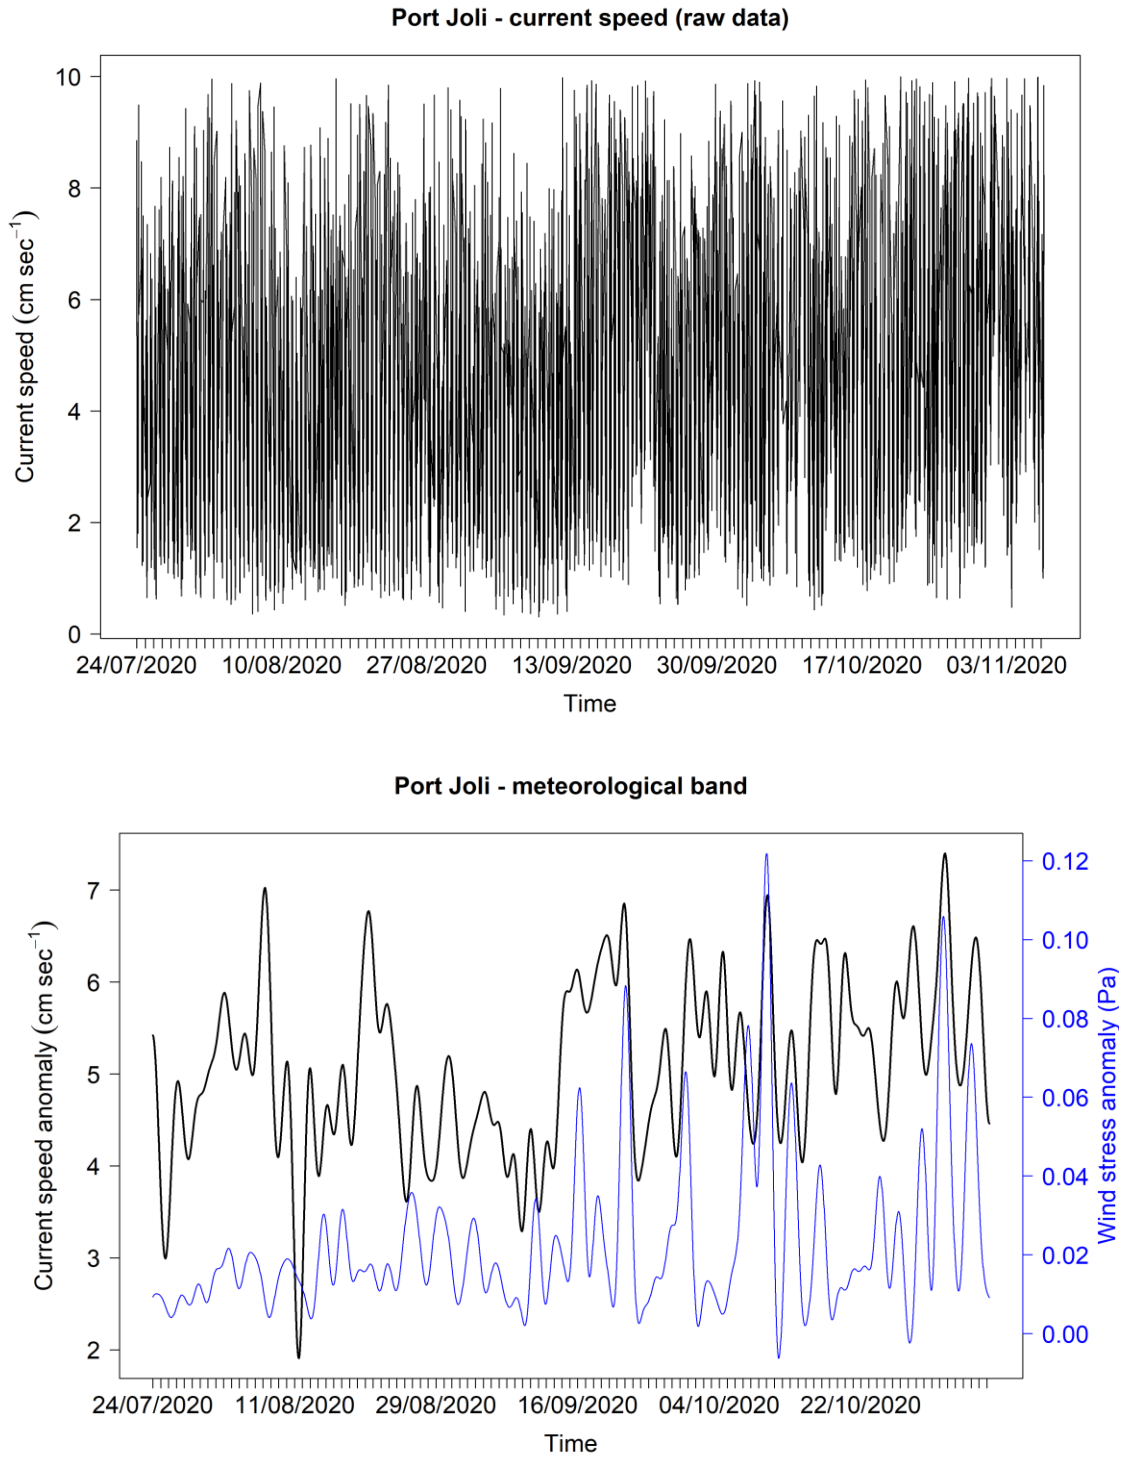 Port Joli - current speed (raw data)
Current speed (cm sec⁻¹)
10
8
6
4
2
0
24/07/2020 10/08/2020 27/08/2020 13/09/2020 30/09/2020 17/10/2020 03/11/2020
Time
Port Joli - meteorological band
Current speed anomaly (cm sec⁻¹)
7
6
5
4
3
2
0.12
0.10
0.08
0.06
0.04
0.02
0.00
Wind stress anomaly (Pa)
24/07/2020 11/08/2020 29/08/2020 16/09/2020 04/10/2020 22/10/2020
Time